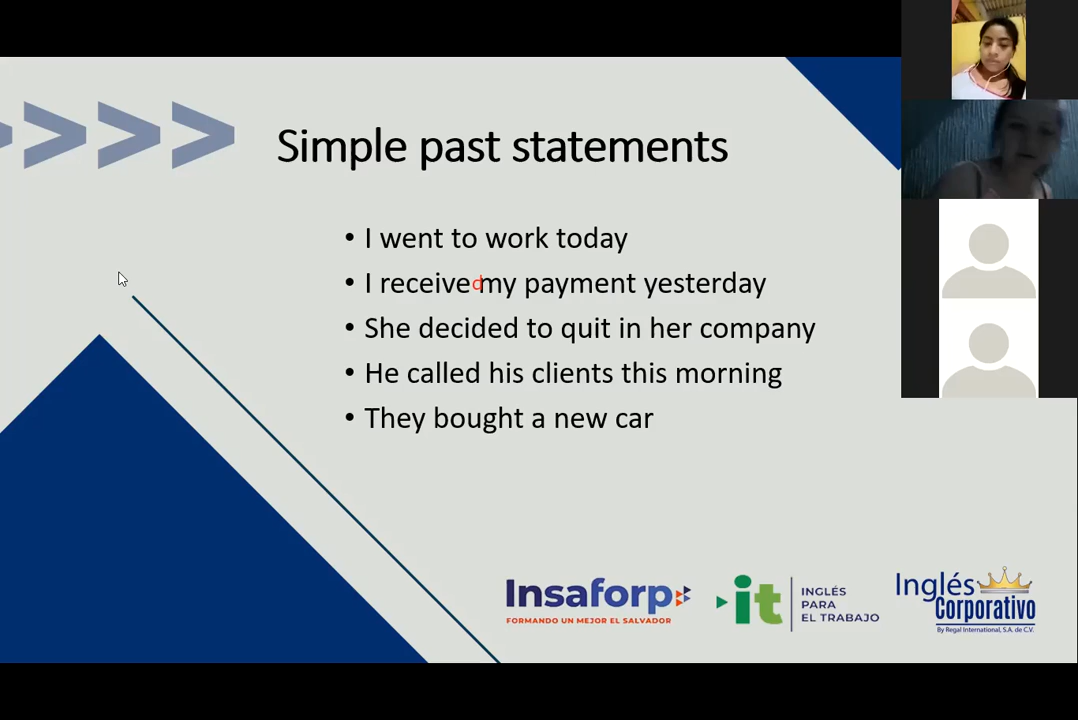 Simple past statements
• I went to work today
• I received my payment yesterday
• She decided to quit in her company
• He called his clients this morning
• They bought a new car
Insaforp
FORMANDO UN MEJOR EL SALVADOR
it
INGLÉS
PARA
EL TRABAJO
Inglés
Corporativo
By Regal International, S.A. de C.V.